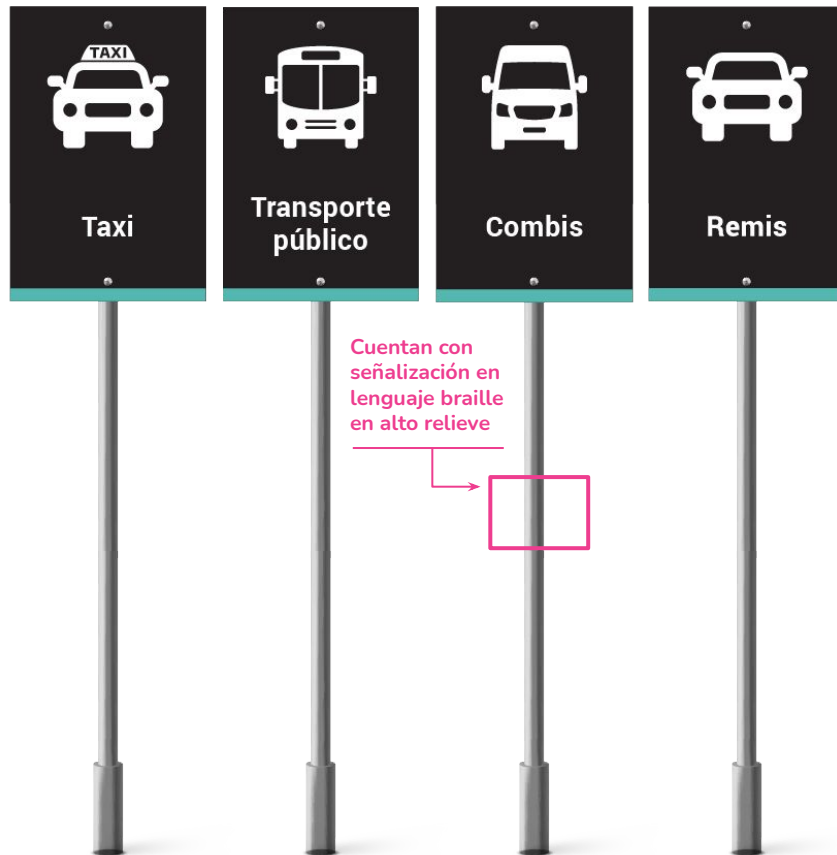 TAXI
Taxi
Transporte
público
Combis
Remis
Cuentan con
señalización en
lenguaje braille
en alto relieve